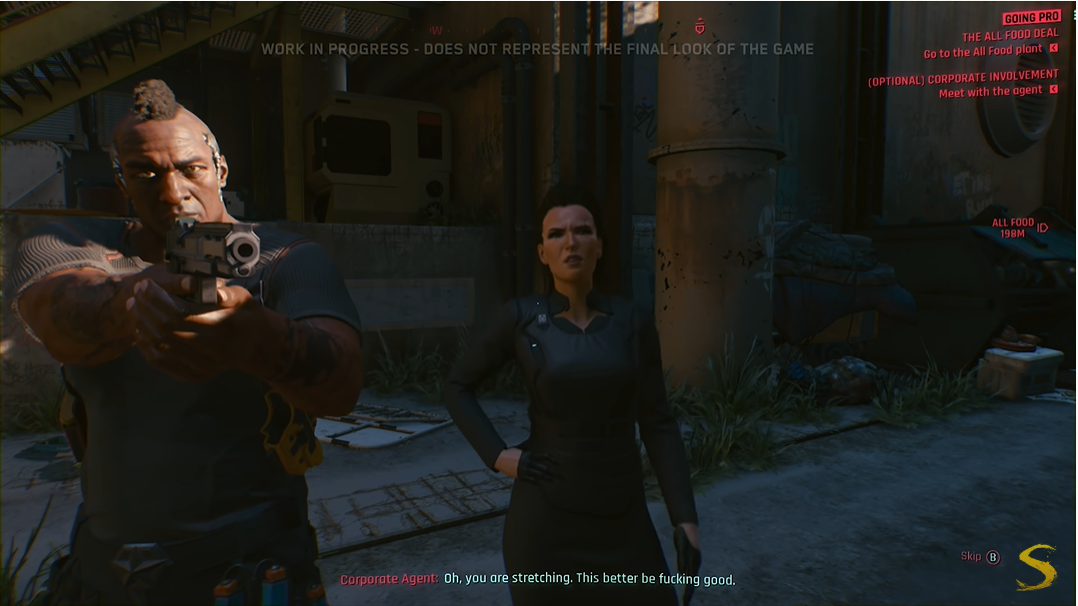 GOING PRO
W
WORK IN PROGRESS - DOES NOT REPRESENT THE FINAL LOOK OF THE GAME
THE ALL FOOD DEAL
Go to the All Food plant
(OPTIONAL) CORPORATE INVOLVEMENT
Meet with the agent
ALL FOOD
198M
Skip B
Corporate Agent: Oh, you are stretching. This better be fucking good.